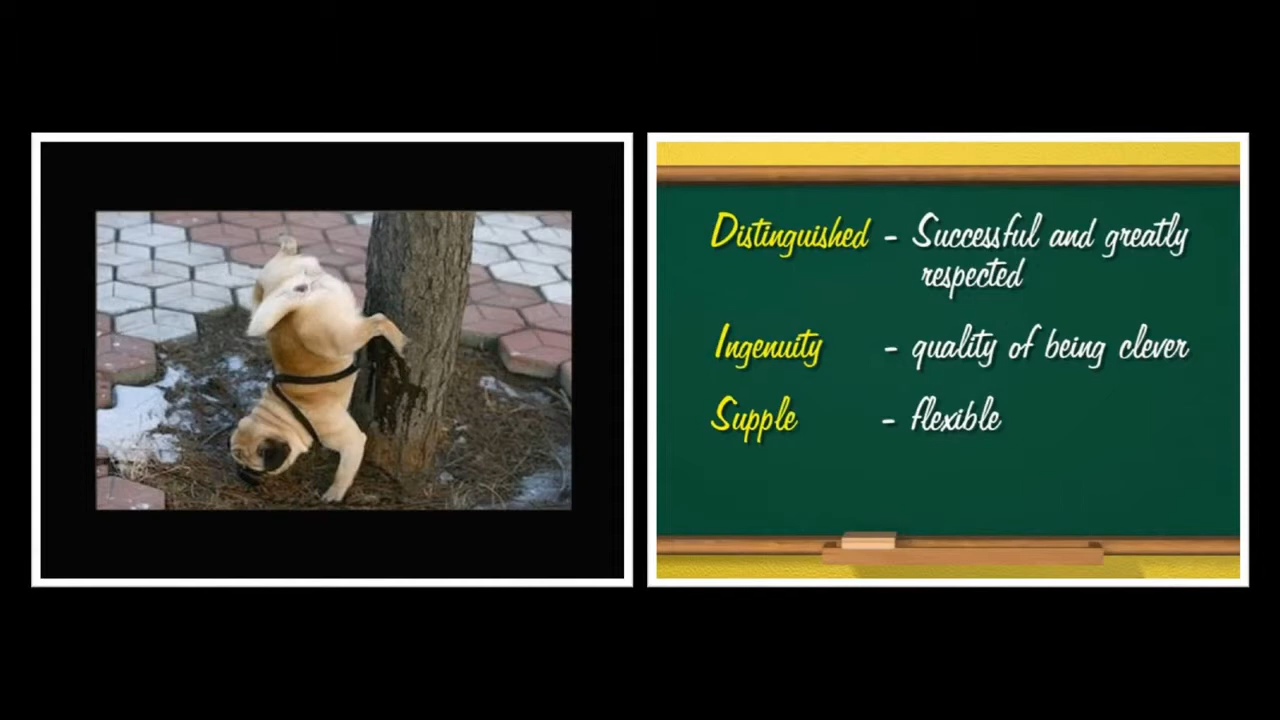 Distinguished - Successful and greatly
respected
Ingenuity - quality of being clever
Supple - flexible